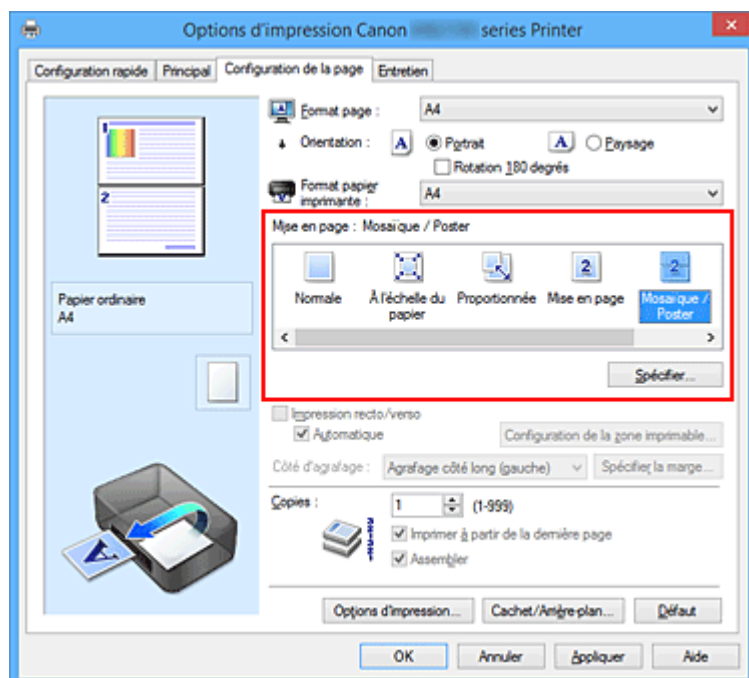 Options d'impression Canon series Printer
Configuration rapide Principal Configuration de la page Entretien
Format page : A4
Orientation : A Portrait A Paysage
Rotation 180 degrés
Format papier imprimante : A4
Mise en page : Mosaïque / Poster
Normale
À l'échelle du papier
Proportionnée
2
Mise en page
2
Mosaïque / Poster
Spécifier...
1
2
Papier ordinaire
A4
Impression recto/verso
Automatique
Configuration de la zone imprimable...
Côté d'agrafage : Agrafage côté long (gauche) Spécifier la marge...
Copies : 1 (1-999)
Imprimer à partir de la dernière page
Assembler
A
Options d'impression... Cachet/Arrière-plan... Défaut
OK Annuler Appliquer Aide